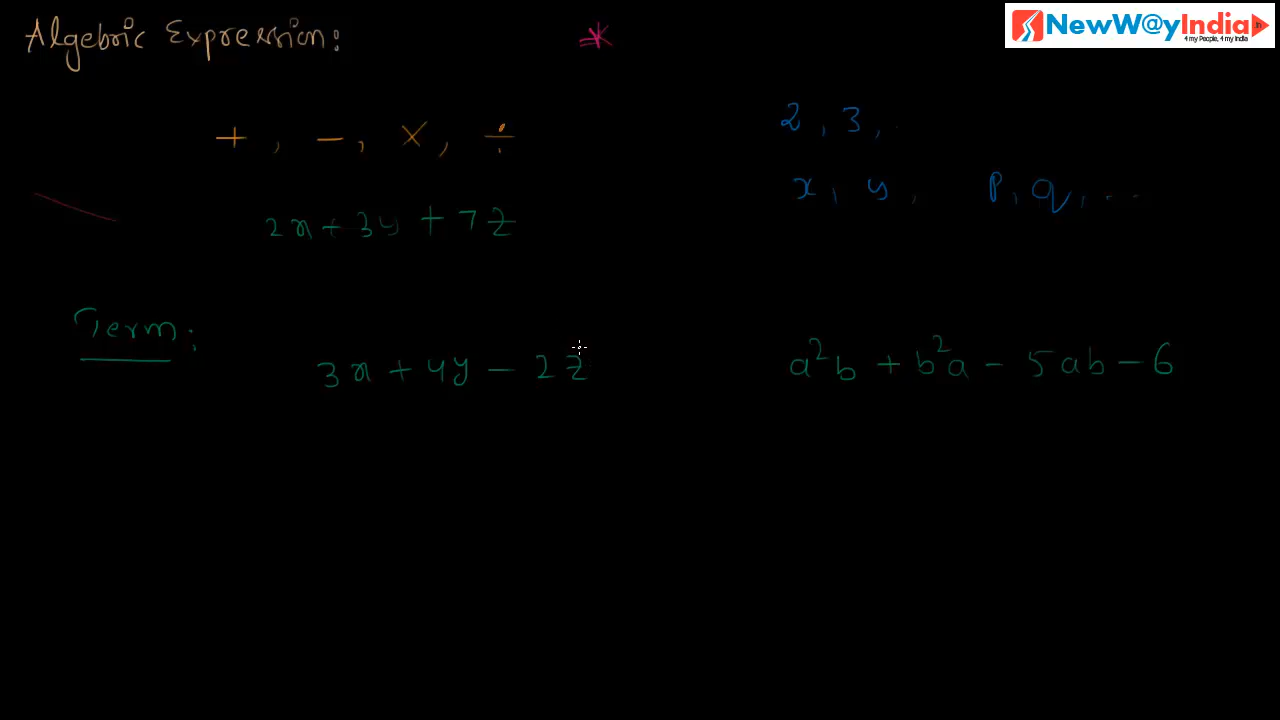 Algebric Expression:
NewW@yIndia.in
4 my People, 4 my India
+ , - , × , ÷
2 , 3 ,
x , y , p , q , ...
2x + 3y + 7z
Term:
3x + 4y - 2z
a²b + b²a - 5ab - 6